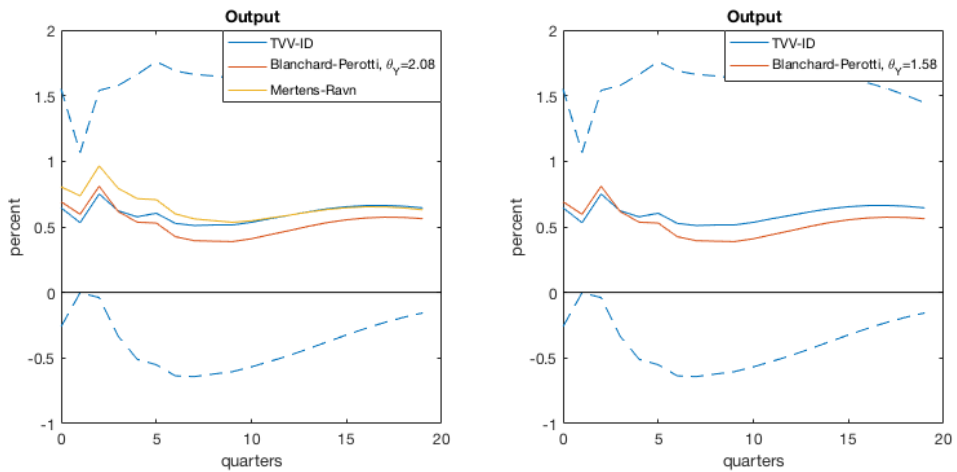 Output
2
1.5
1
0.5
0
-0.5
-1
percent
0 5 10 15 20
quarters
TVV-ID
Blanchard-Perotti, θY=2.08
Mertens-Ravn
Output
2
1.5
1
0.5
0
-0.5
-1
percent
0 5 10 15 20
quarters
TVV-ID
Blanchard-Perotti, θY=1.58